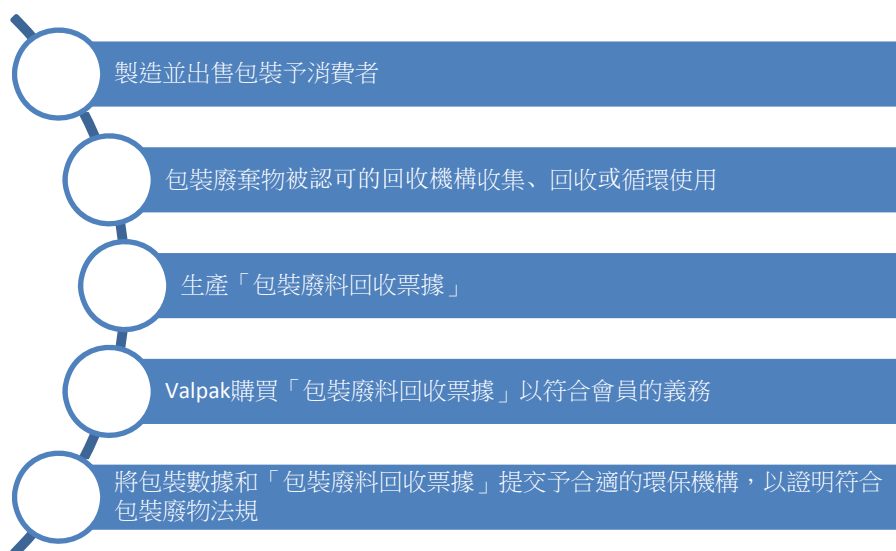 製造並出售包裝予消費者
包裝廢棄物被認可的回收機構收集、回收或循環使用
生產「包裝廢料回收票據」
Valpak購買「包裝廢料回收票據」以符合會員的義務
將包裝數據和「包裝廢料回收票據」提交予合適的環保機構，以證明符合
包裝廢物法規